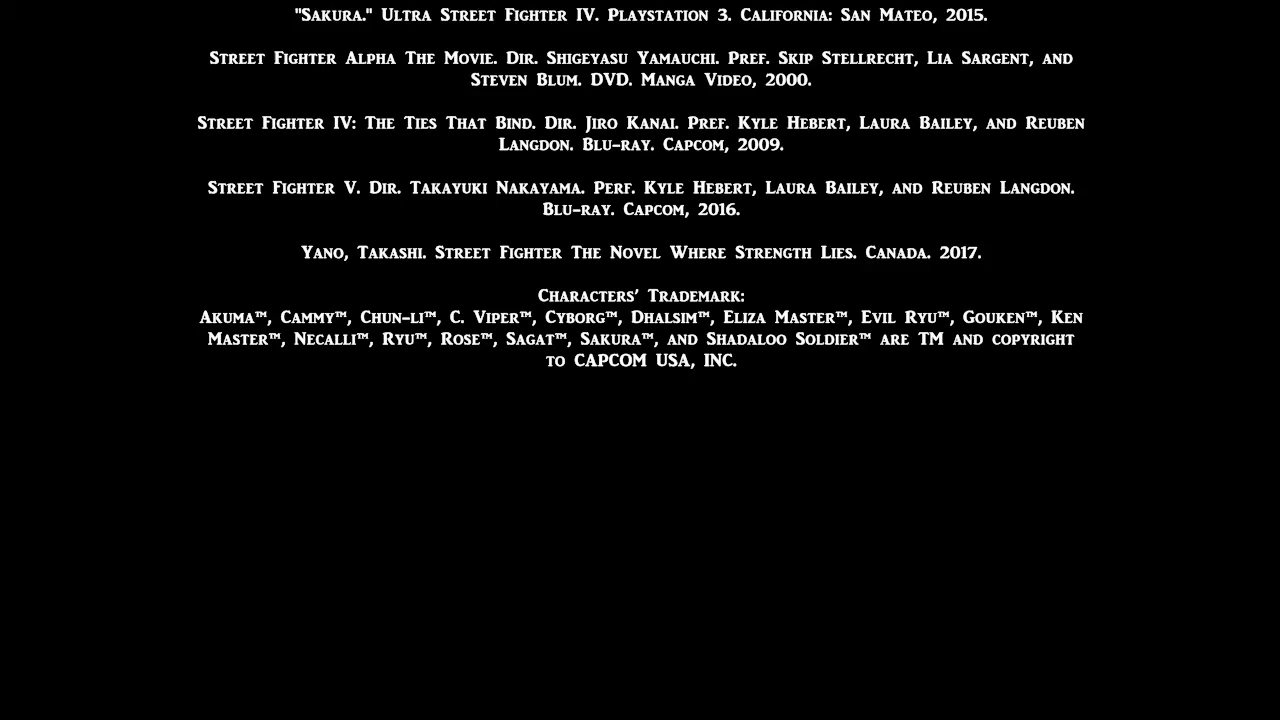 "Sakura." Ultra Street Fighter IV. Playstation 3. California: San Mateo, 2015.
Street Fighter Alpha The Movie. Dir. Shigeyasu Yamauchi. Pref. Skip Stellrecht, Lia Sargent, and
Steven Blum. DVD. Manga Video, 2000.
Street Fighter IV: The Ties That Bind. Dir. Jiro Kanai. Pref. Kyle Hebert, Laura Bailey, and Reuben
Langdon. Blu-ray. Capcom, 2009.
Street Fighter V. Dir. Takayuki Nakayama. Perf. Kyle Hebert, Laura Bailey, and Reuben Langdon.
Blu-ray. Capcom, 2016.
Yano, Takashi. Street Fighter The Novel Where Strength Lies. Canada. 2017.
Characters' Trademark:
Akuma™, Cammy™, Chun-li™, C. Viper™, Cyborg™, Dhalsim™, Eliza Master™, Evil Ryu™, Gouken™, Ken
Master™, Necalli™, Ryu™, Rose™, Sagat™, Sakura™, and Shadaloo Soldier™ are TM and copyright
to CAPCOM USA, INC.